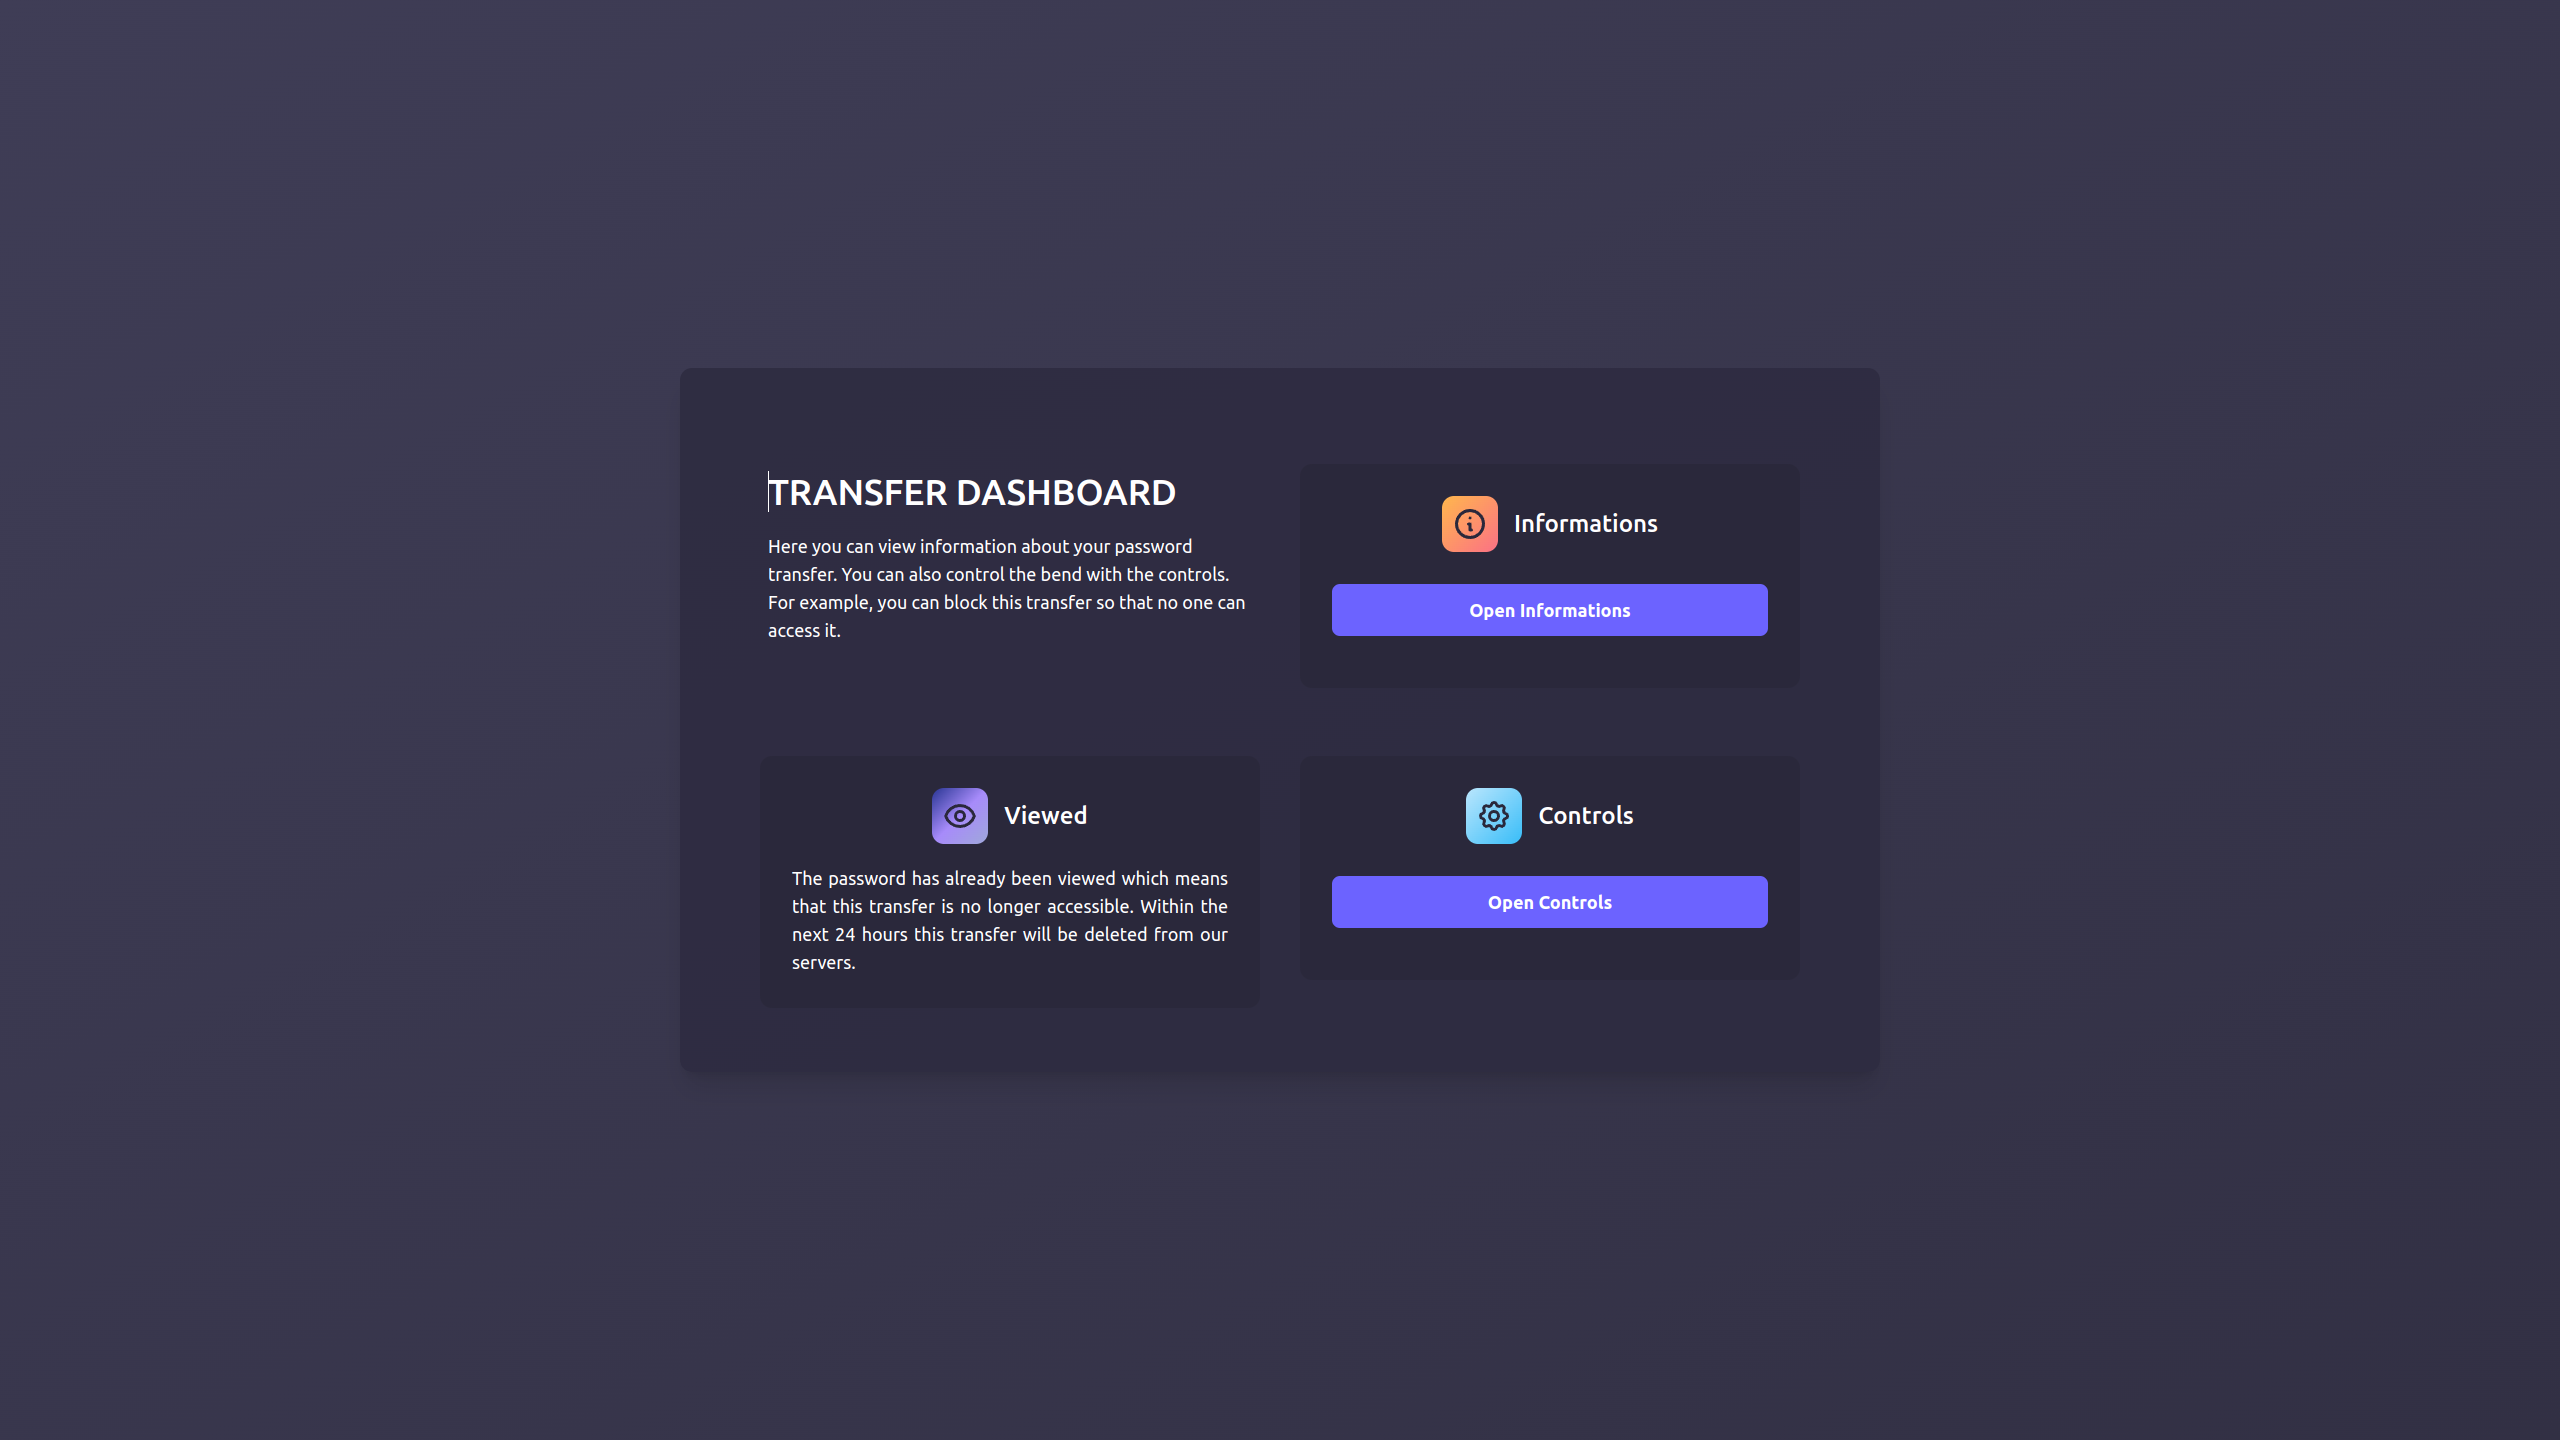 TRANSFER DASHBOARD
Here you can view information about your password
transfer. You can also control the bend with the controls.
For example, you can block this transfer so that no one can
access it.
Informations
Open Informations
Viewed
The password has already been viewed which means
that this transfer is no longer accessible. Within the
next 24 hours this transfer will be deleted from our
servers.
Controls
Open Controls